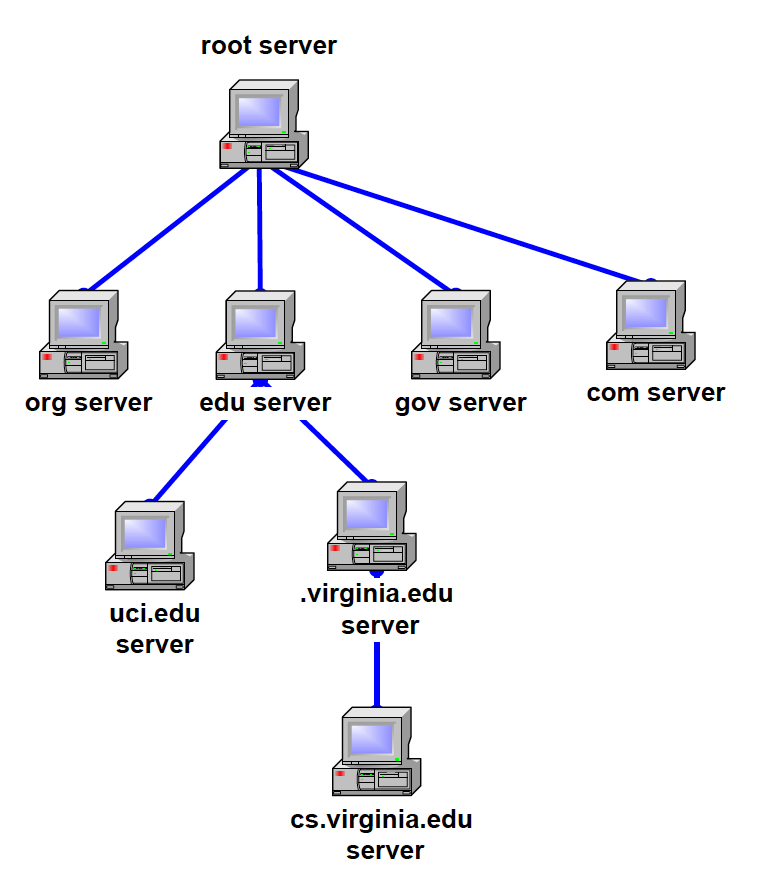 root server
org server
edu server
gov server
com server
uci.edu
server
.virginia.edu
server
cs.virginia.edu
server